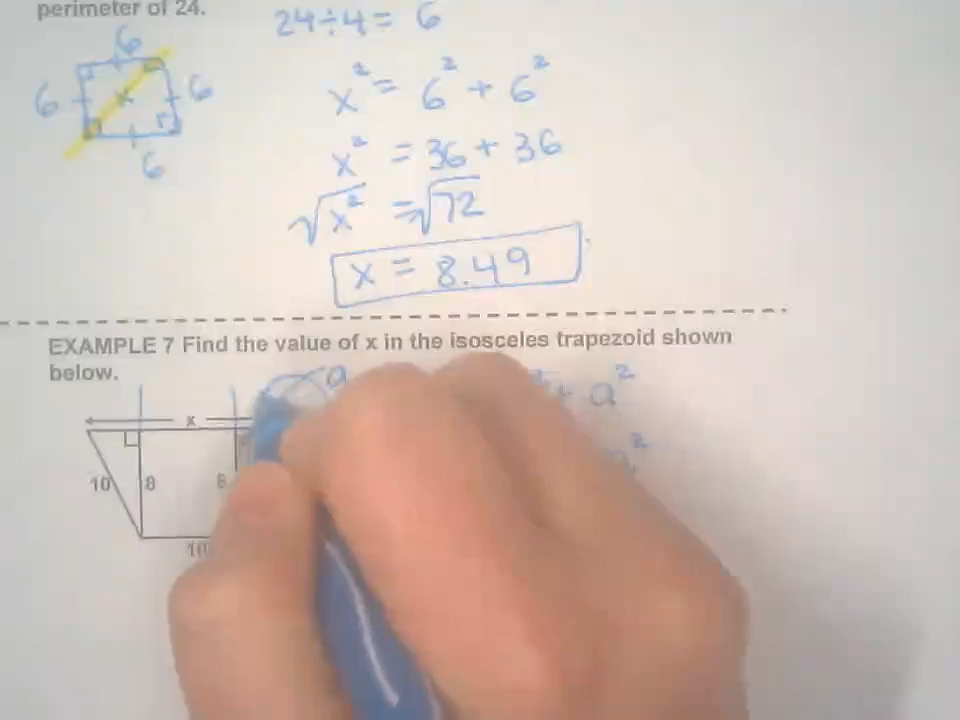 perimeter of 24.
24÷4= 6
6
6 x 6
6
x² = 6² + 6²
x² = 36 + 36
√x² = √72
x = 8.49
EXAMPLE 7 Find the value of x in the isosceles trapezoid shown
below.
a
+ a²
x
10 8 8
10